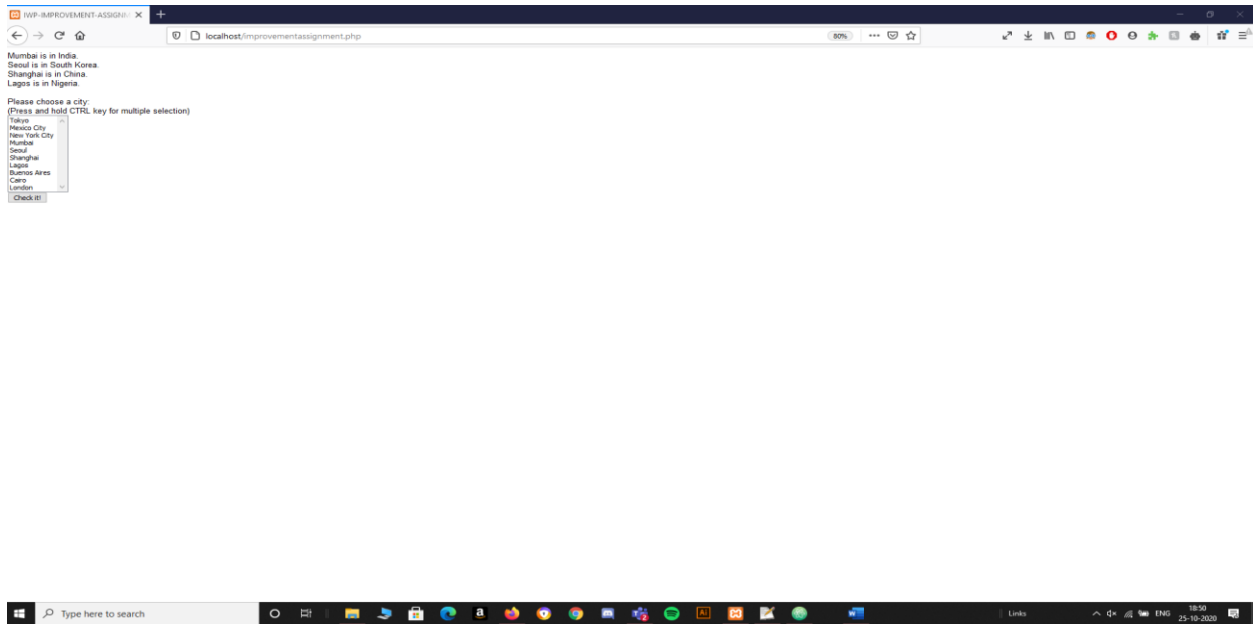 IWP-IMPROVEMENT-ASSIGNM
localhost/improvementassignment.php
80%
Mumbai is in India.
Seoul is in South Korea.
Shanghai is in China.
Lagos is in Nigeria.
Please choose a city:
(Press and hold CTRL key for multiple selection)
Tokyo
Mexico City
New York City
Mumbai
Seoul
Shanghai
Lagos
Buenos Aires
Cairo
London
Check it!
Type here to search
a
Ai
Links
ENG
18:50
25-10-2020